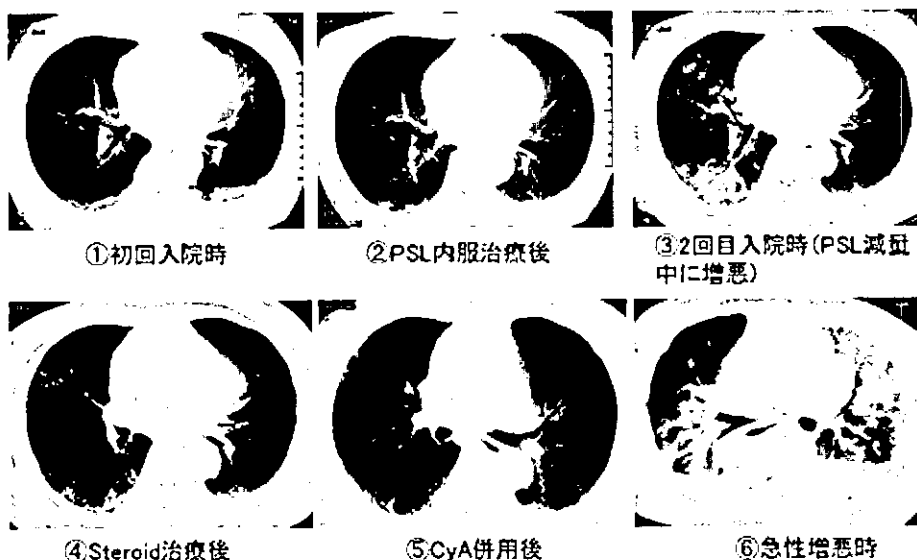 ①初回入院時
②PSL内服治療後
③2回目入院時(PSL減量
中に増悪)
④Steroid治療後
⑤CyA併用後
⑥急性増悪時